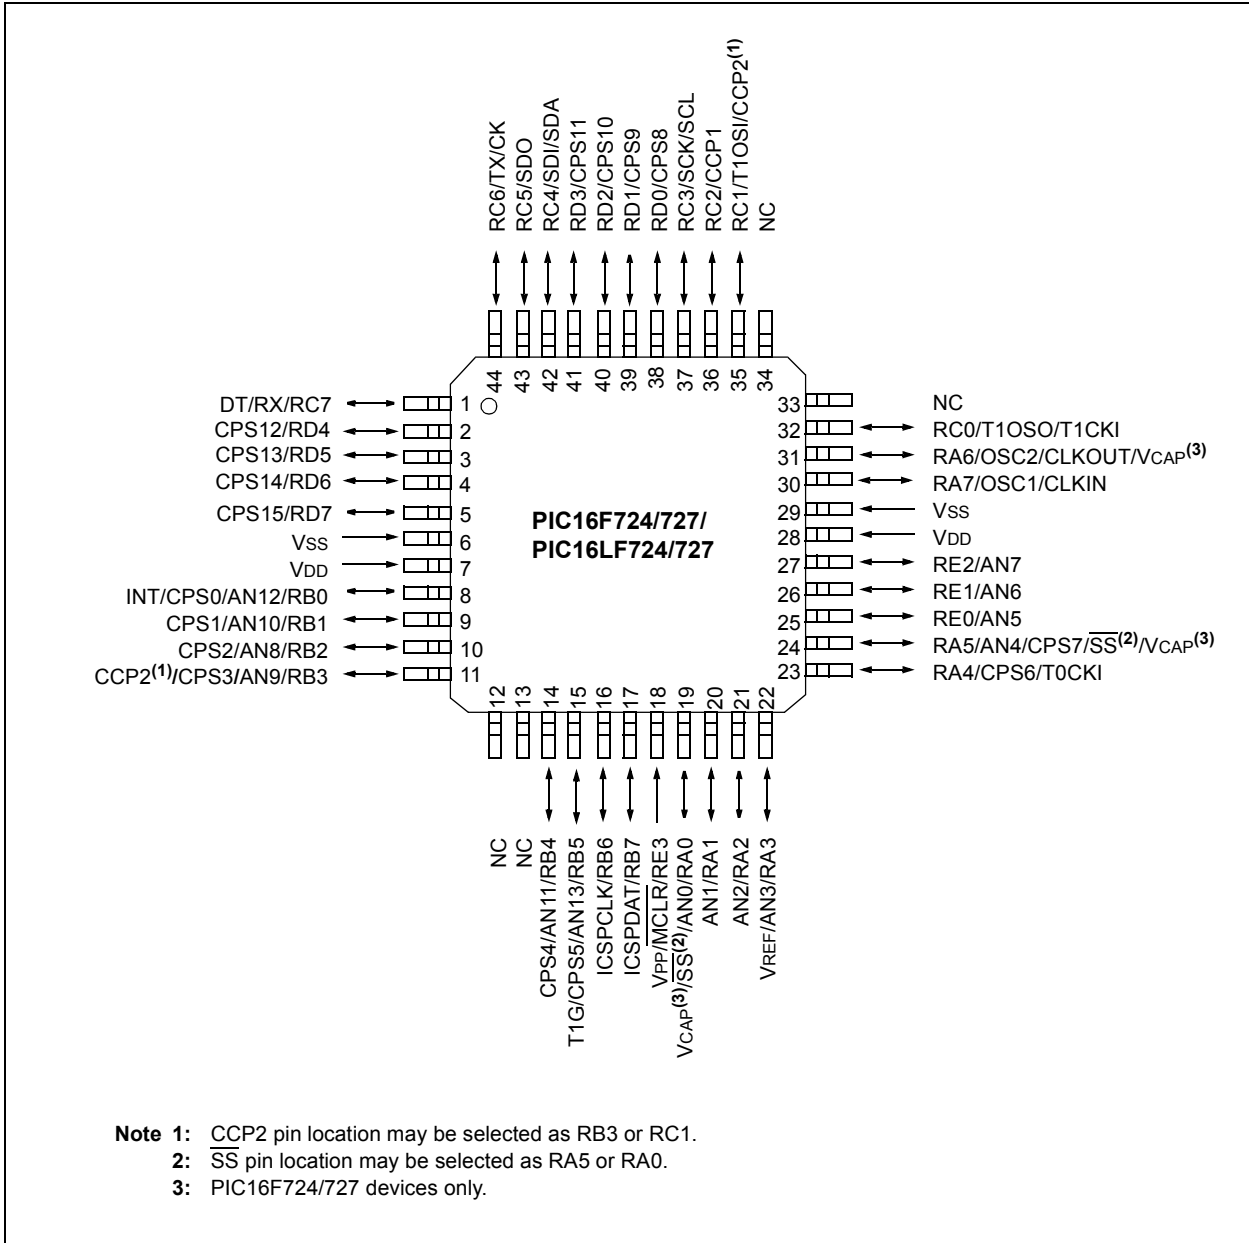 RC6/TX/CK
RC5/SDO
RC4/SDI/SDA
RD3/CPS11
RD2/CPS10
RD1/CPS9
RD0/CPS8
RC3/SCK/SCL
RC2/CCP1
RC1/T1OSI/CCP2(1)
NC
44
43
42
41
40
39
38
37
36
35
34
DT/RX/RC7
1
CPS12/RD4
2
CPS13/RD5
3
CPS14/RD6
4
CPS15/RD7
5
VSS
6
VDD
7
INT/CPS0/AN12/RB0
8
CPS1/AN10/RB1
9
CPS2/AN8/RB2
10
CCP2(1)/CPS3/AN9/RB3
11
PIC16F724/727/
PIC16LF724/727
33
NC
32
RC0/T1OSO/T1CKI
31
RA6/OSC2/CLKOUT/VCAP(3)
30
RA7/OSC1/CLKIN
29
VSS
28
VDD
27
RE2/AN7
26
RE1/AN6
25
RE0/AN5
24
RA5/AN4/CPS7/SS(2)/VCAP(3)
23
RA4/CPS6/T0CKI
12
13
14
15
16
17
18
19
20
21
22
NC
NC
CPS4/AN11/RB4
T1G/CPS5/AN13/RB5
ICSPCLK/RB6
ICSPDAT/RB7
VPP/MCLR/RE3
VCAP(3)/SS(2)/AN0/RA0
AN1/RA1
AN2/RA2
VREF/AN3/RA3
Note 1: CCP2 pin location may be selected as RB3 or RC1.
2: SS pin location may be selected as RA5 or RA0.
3: PIC16F724/727 devices only.